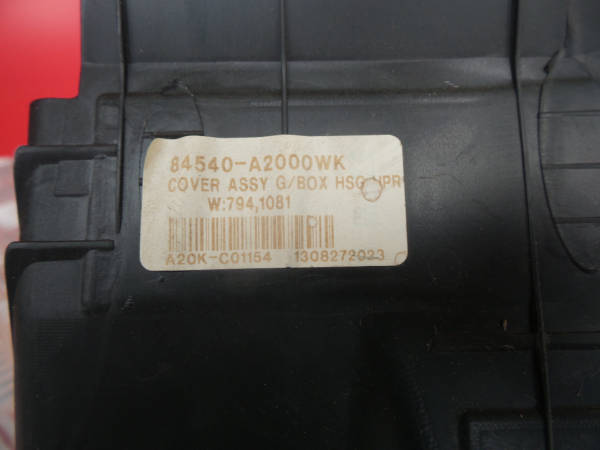 84540-A2000WK
COVER ASSY G/BOX HSG UPR
W:794,1081
A20K-C01154 1308272023